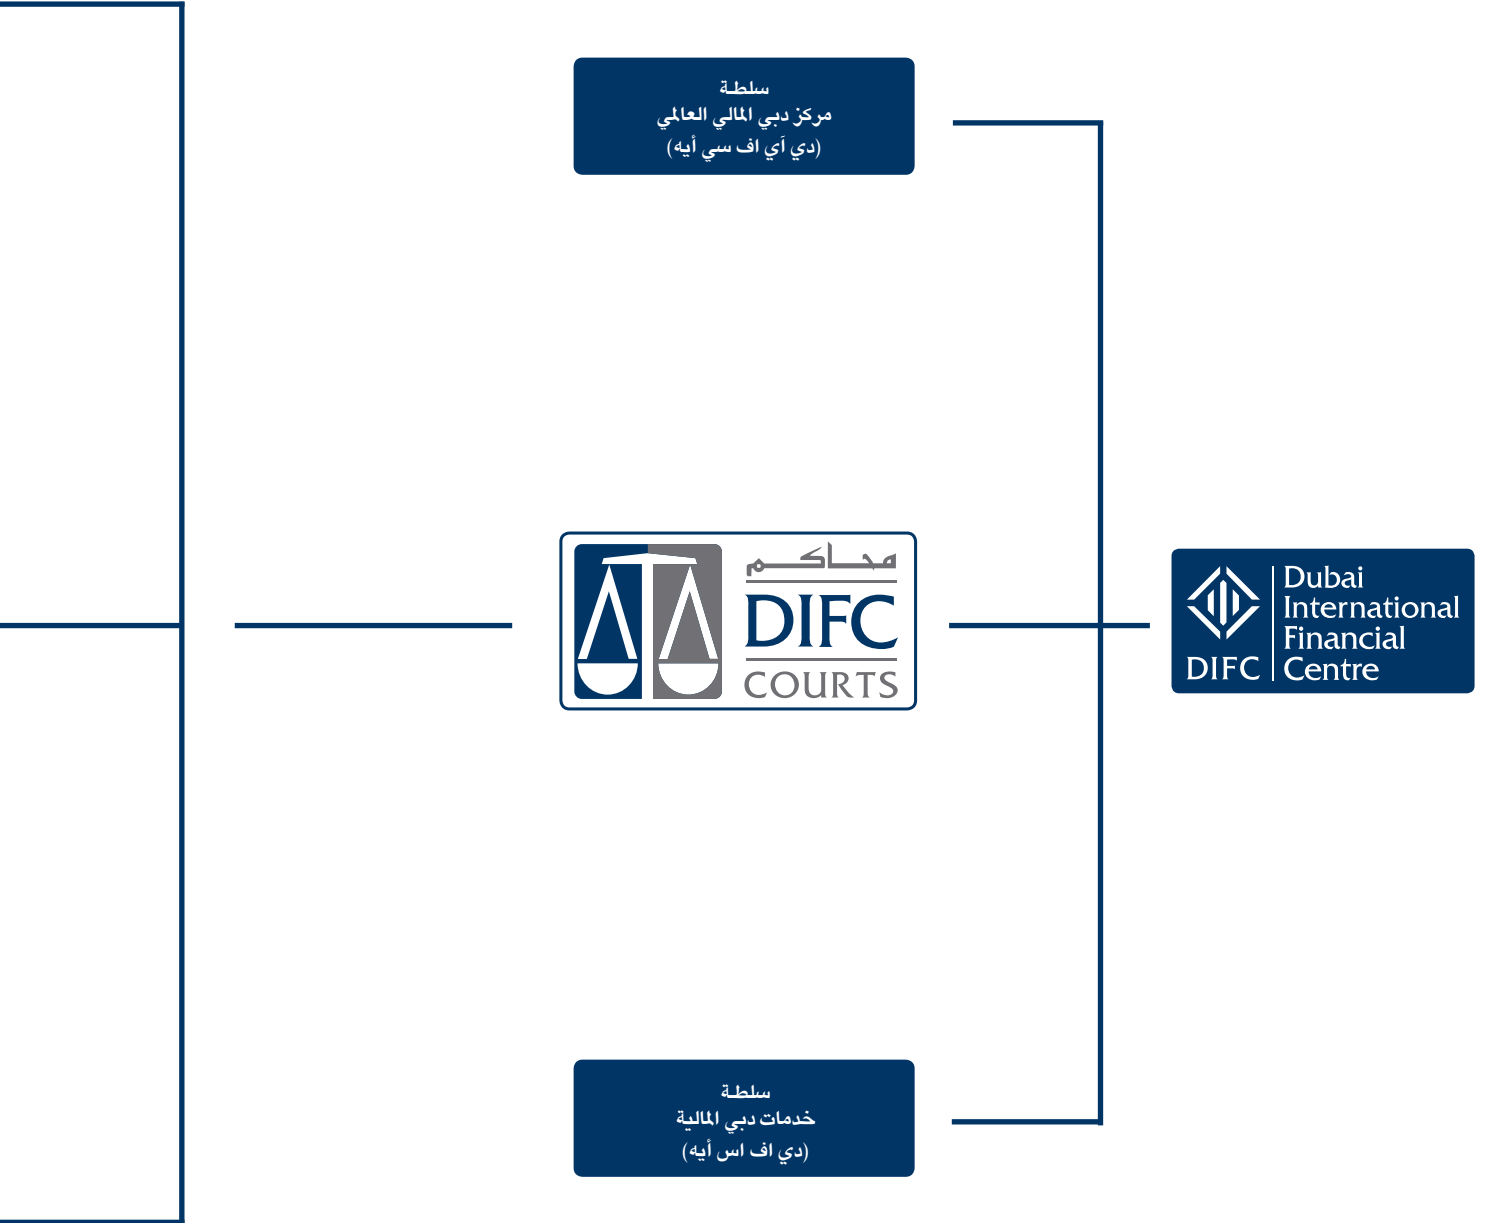 سلطة
مركز دبي المالي العالمي
(دي آي اف سي أيه)
محاكم
DIFC
COURTS
Dubai
International
Financial
Centre
DIFC
سلطة
خدمات دبي المالية
(دي اف اس أيه)